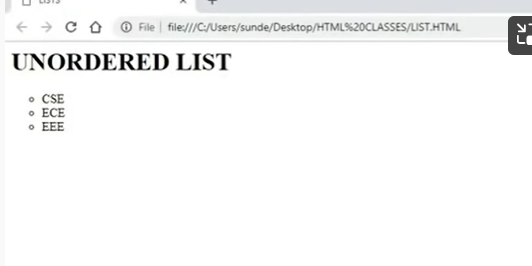 LISTS
File | file:///C:/Users/sunde/Desktop/HTML%20CLASSES/LIST.HTML
UNORDERED LIST
CSE
ECE
EEE